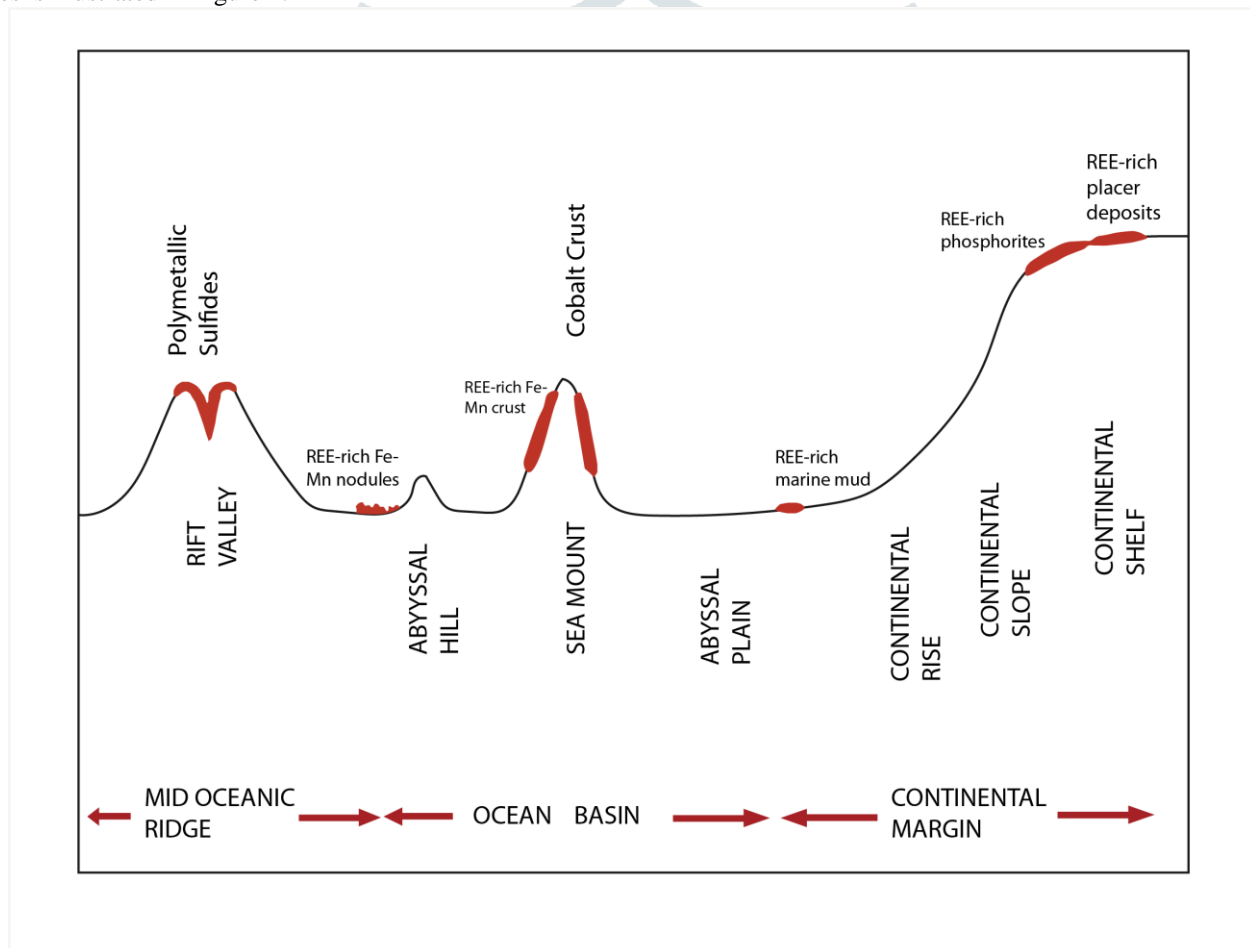 REE-rich
placer
deposits
REE-rich
phosphorites
Polymetallic
Sulfides
Cobalt Crust
REE-rich Fe-
Mn crust
REE-rich Fe-
Mn nodules
REE-rich
marine mud
RIFT
VALLEY
ABYYSSAL
HILL
SEA MOUNT
ABYSSAL
PLAIN
CONTINENTAL
RISE
CONTINENTAL
SLOPE
CONTINENTAL
SHELF
MID OCEANIC
RIDGE
OCEAN BASIN
CONTINENTAL
MARGIN